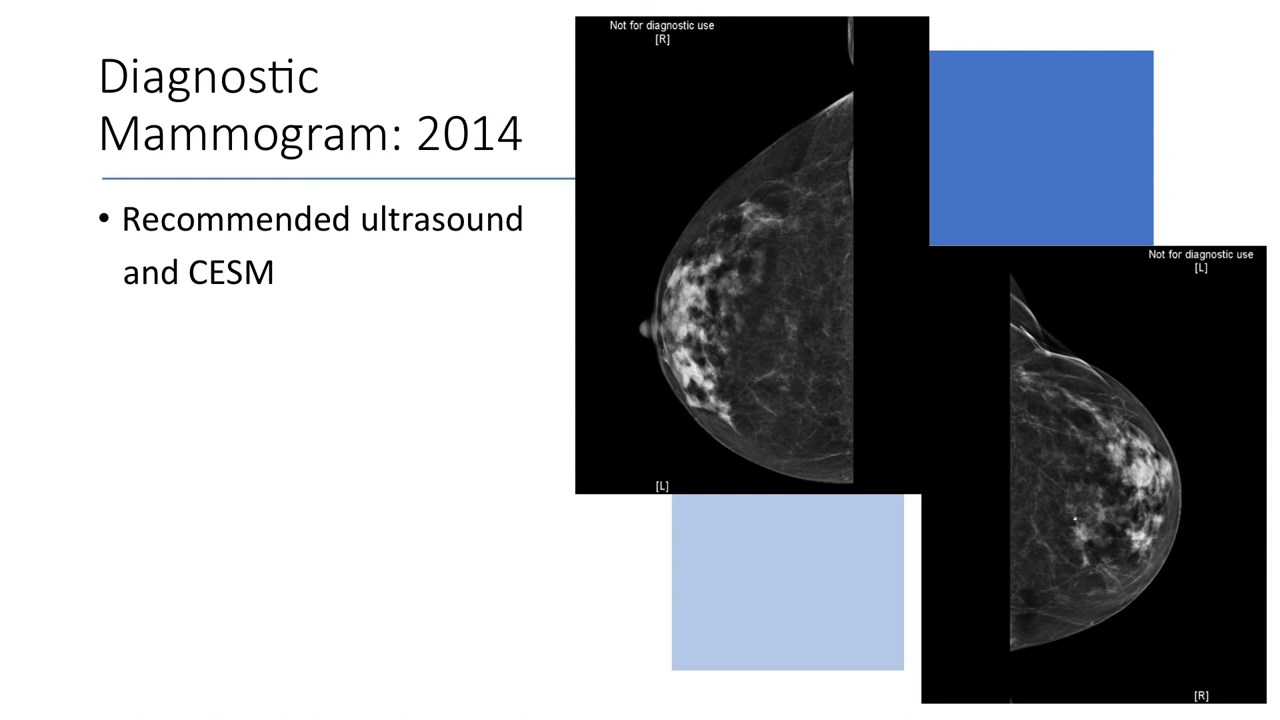 Diagnostic
Mammogram: 2014
• Recommended ultrasound
and CESM
Not for diagnostic use
[R]
[L]
Not for diagnostic use
[L]
[R]